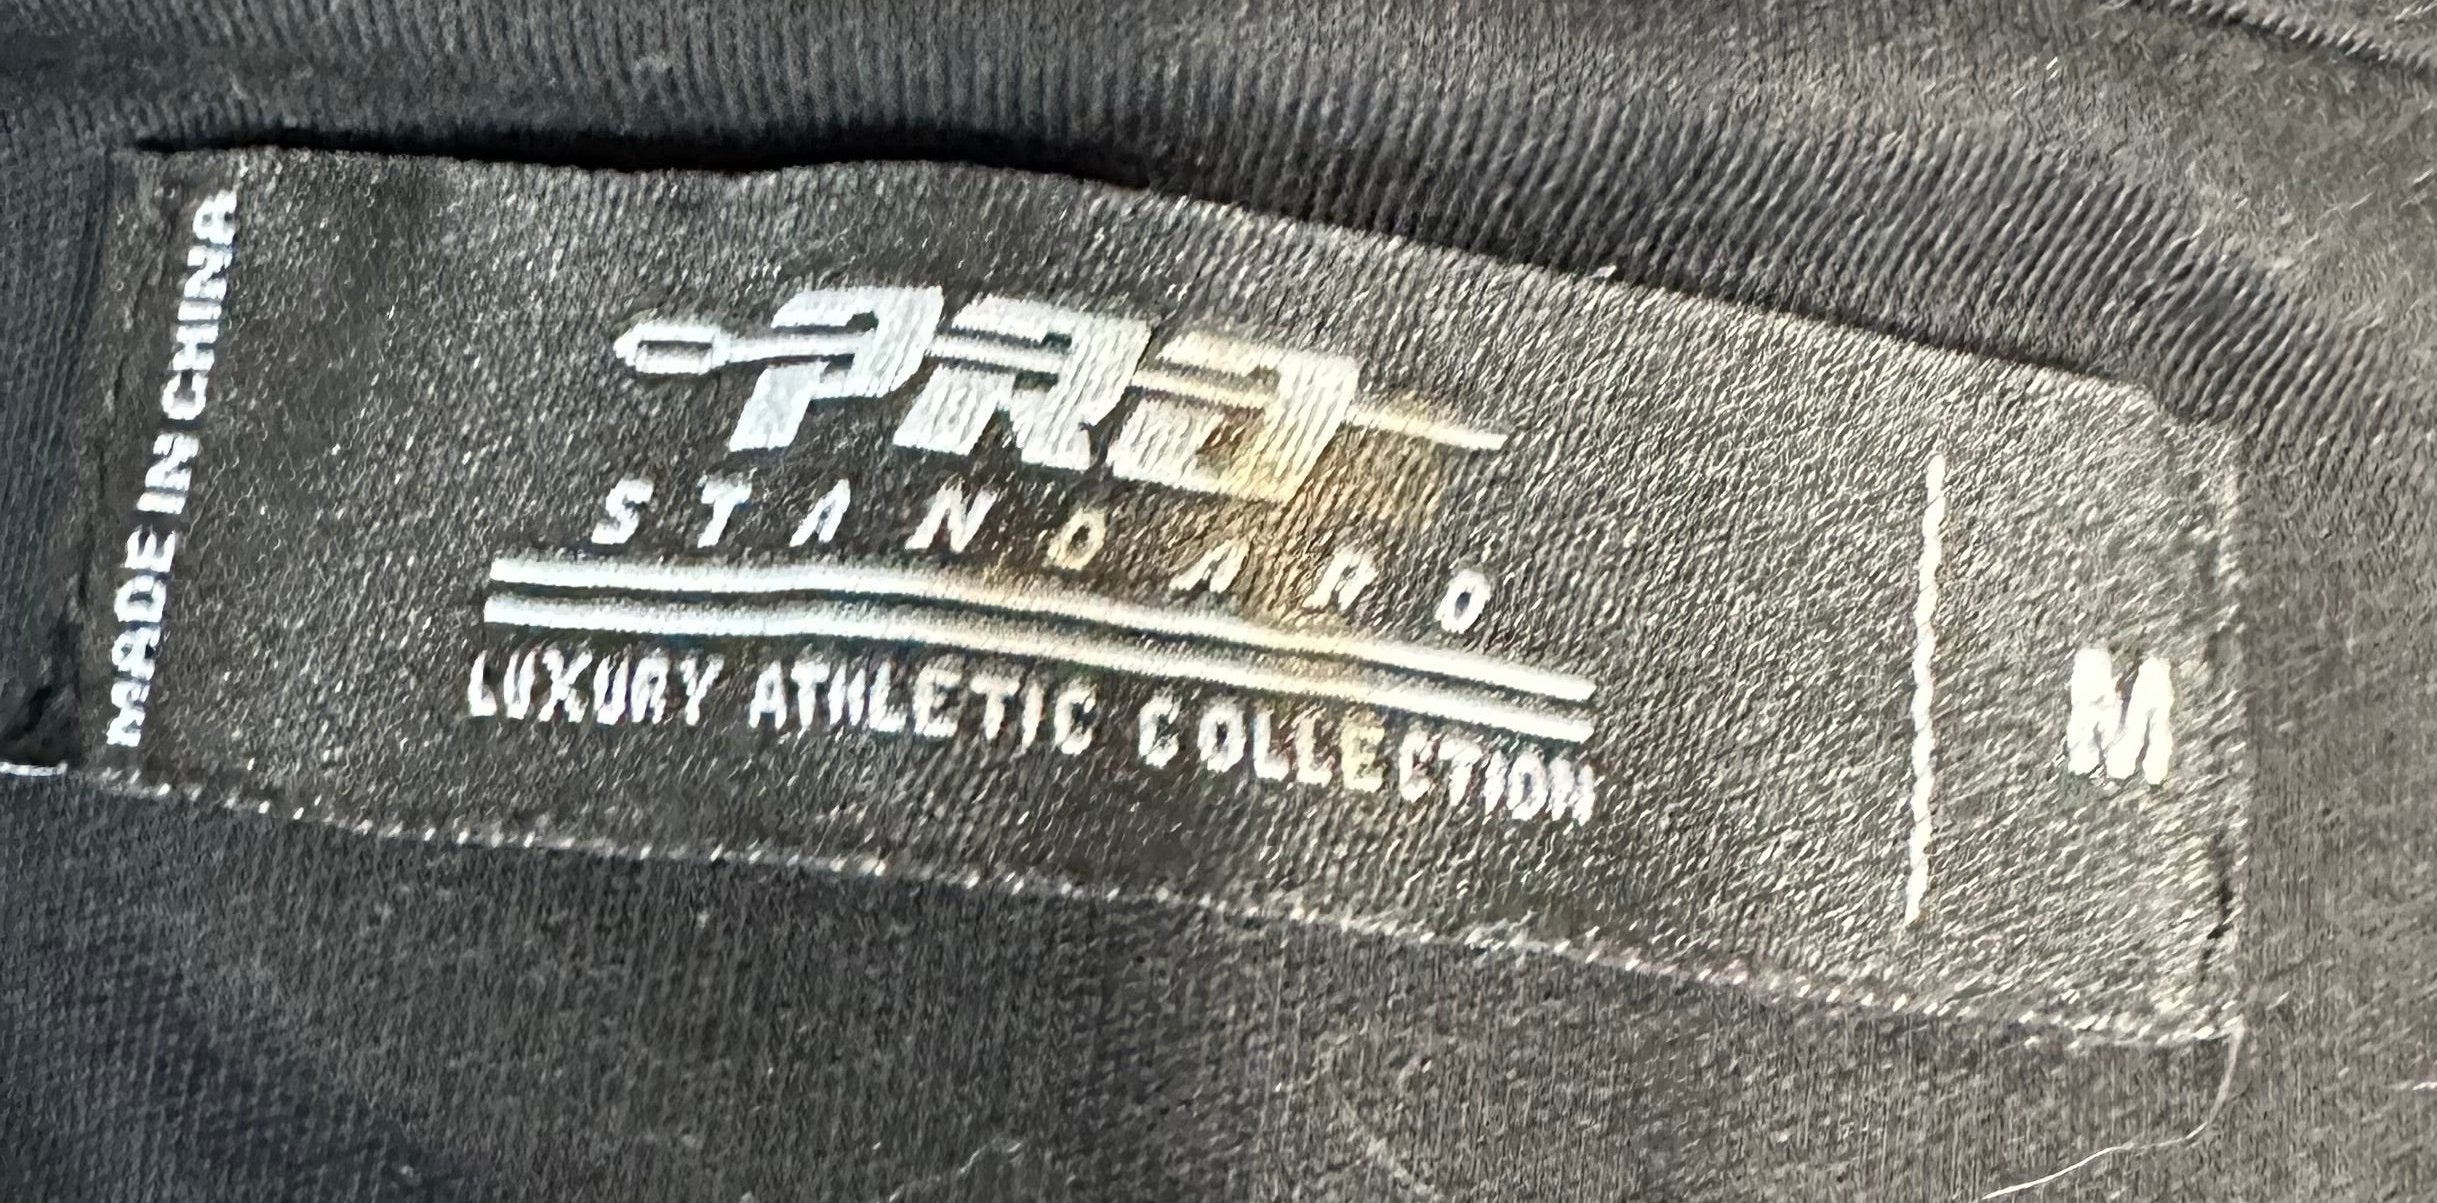 MADE IN CHINA
PRO
STANDARD
LUXURY ATHLETIC COLLECTION
M